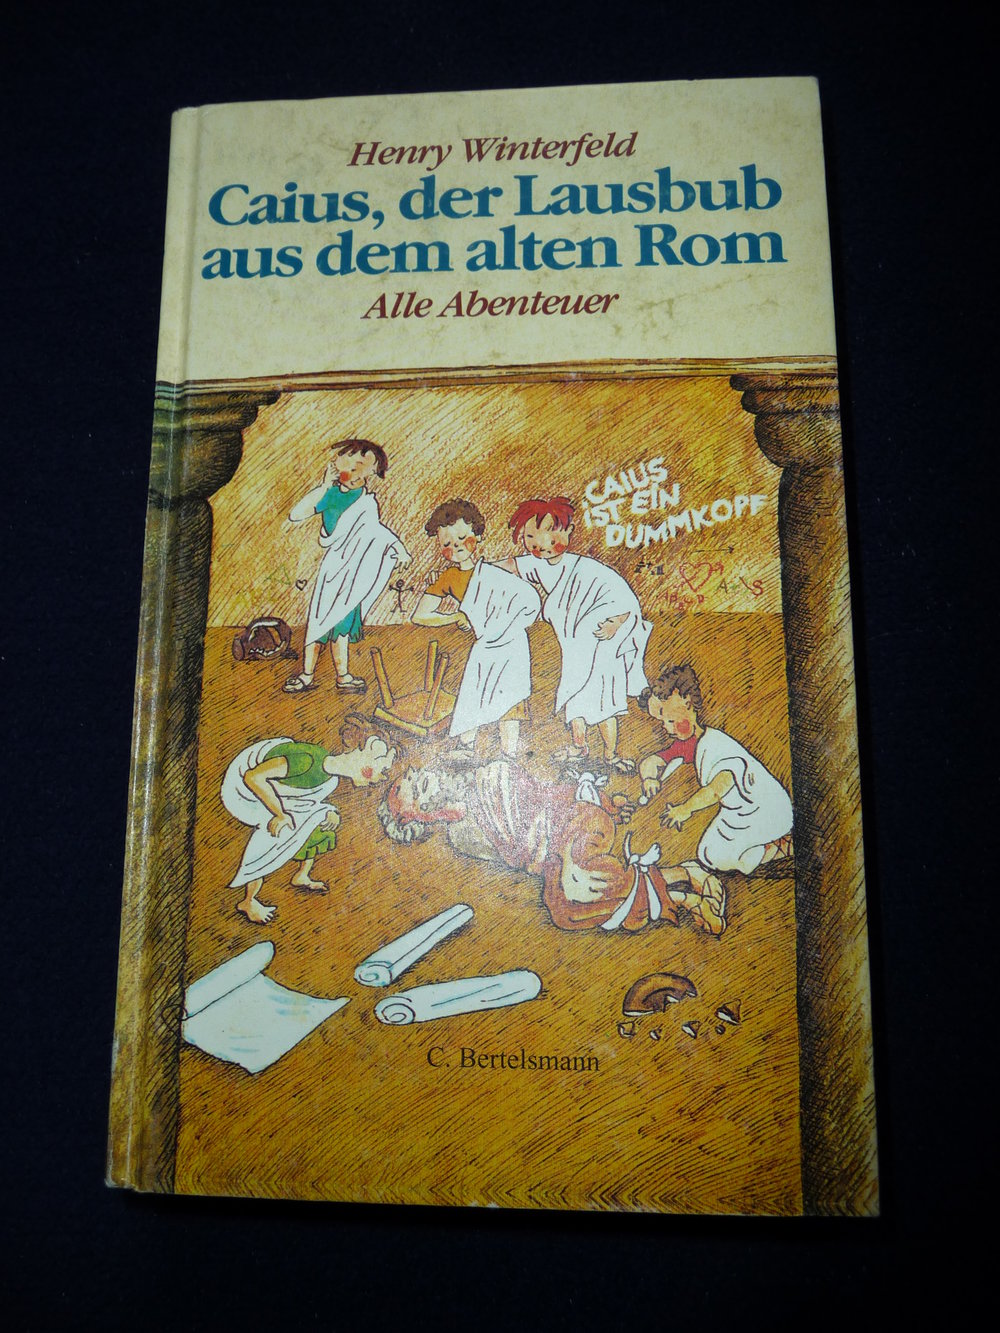 Henry Winterfeld
Caius, der Lausbub
aus dem alten Rom
Alle Abenteuer
CAIUS
IST EIN
DUMMKOPF
C. Bertelsmann